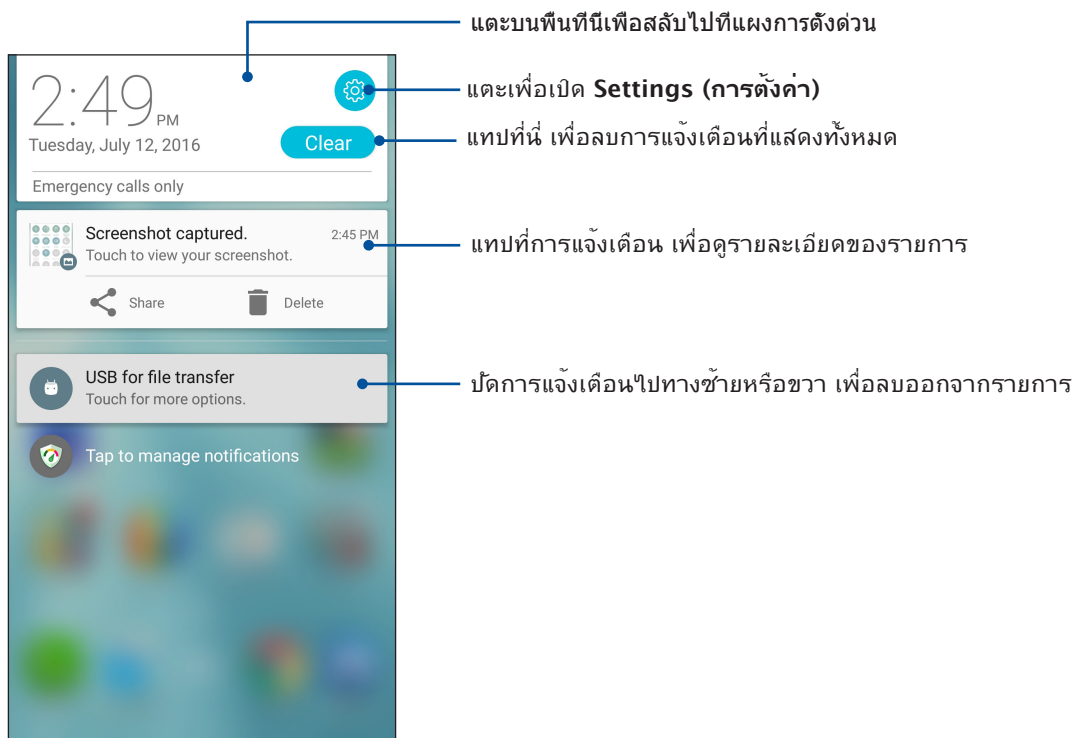 แตะบนพื้นที่นี้เพื่อสลับไปที่แผงการตั้งด่วน
2:49 PM
แตะเพื่อเปิด Settings (การตั้งค่า)
Tuesday, July 12, 2016
Clear
แทปที่นี่ เพื่อลบการแจ้งเตือนที่แสดงทั้งหมด
Emergency calls only
Screenshot captured.
2:45 PM
Touch to view your screenshot.
แทปที่การแจ้งเตือน เพื่อดูรายละเอียดของรายการ
Share
Delete
USB for file transfer
Touch for more options.
ปัดการแจ้งเตือนไปทางซ้ายหรือขวา เพื่อลบออกจากรายการ
Tap to manage notifications